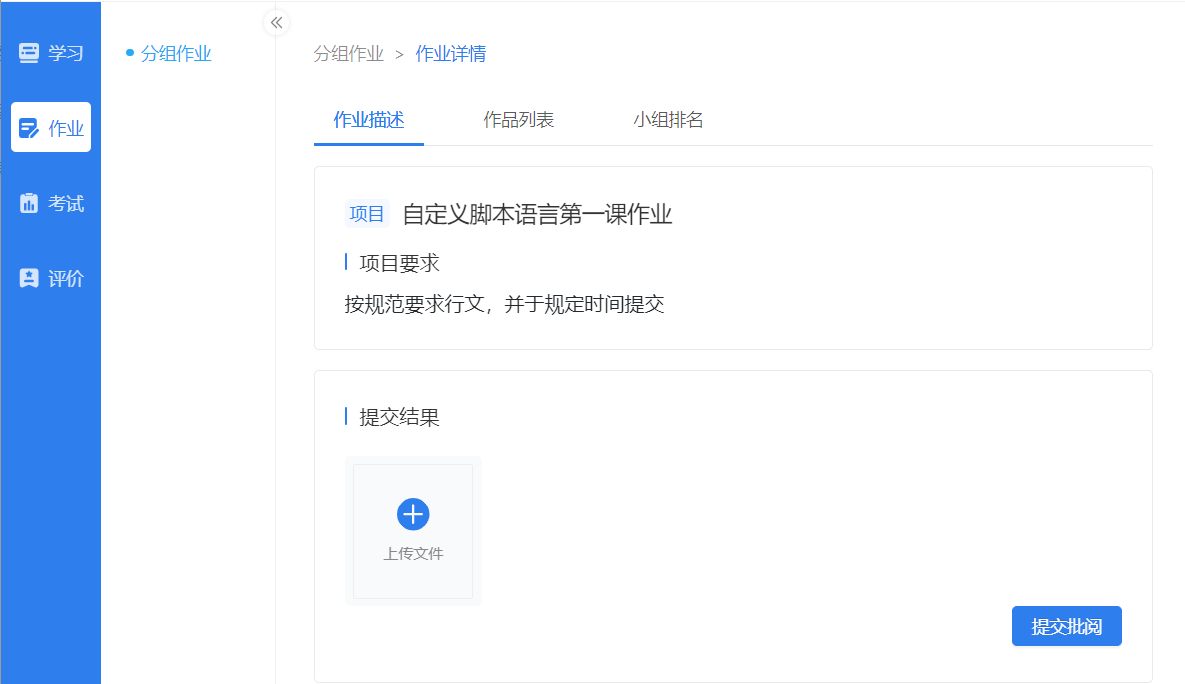 学习
作业
考试
评价
分组作业
分组作业 > 作业详情
作业描述 作品列表 小组排名
项目 自定义脚本语言第一课作业
项目要求
按规范要求行文，并于规定时间提交
提交结果
上传文件
提交批阅